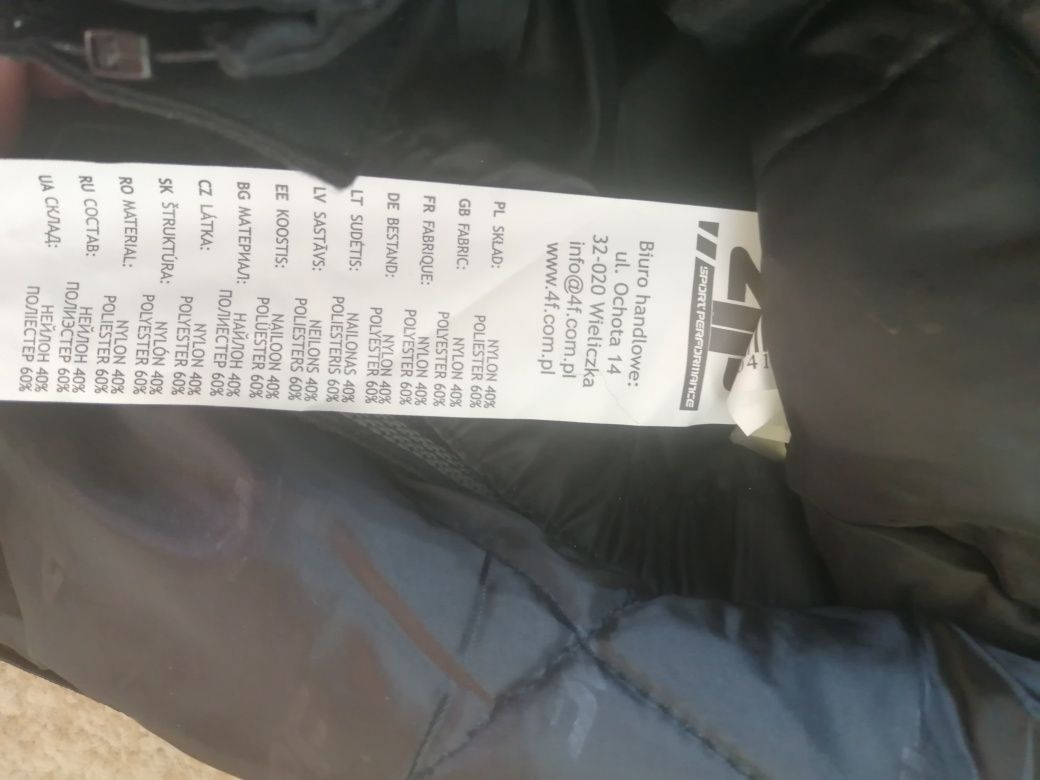 4F
SPORT PERFORMANCE
Biuro handlowe:
ul. Ochota 14
32-020 Wieliczka
info@4f.com.pl
www.4f.com.pl
PL SKŁAD: NYLON 40%
POLIESTER 60%
GB FABRIC: NYLON 40%
POLYESTER 60%
FR FABRIQUE: NYLON 40%
POLYESTER 60%
DE BESTAND: NYLON 40%
POLYESTER 60%
LT SUDĖTIS: NAILONAS 40%
POLIESTERIS 60%
LV SASTĀVS: NEILONS 40%
POLIESTERS 60%
EE KOOSTIS: NAILOON 40%
POLÜESTER 60%
BG МАТЕРИАЛ: НАЙЛОН 40%
ПОЛИЕСТЕР 60%
CZ LÁTKA: NYLON 40%
POLYESTER 60%
SK ŠTRUKTÚRA: NYLÓN 40%
POLYESTER 60%
RO MATERIAL: NYLON 40%
POLIESTER 60%
RU СОСТАВ: НЕЙЛОН 40%
ПОЛИЭСТЕР 60%
UA СКЛАД: НЕЙЛОН 40%
ПОЛІЕСТЕР 60%